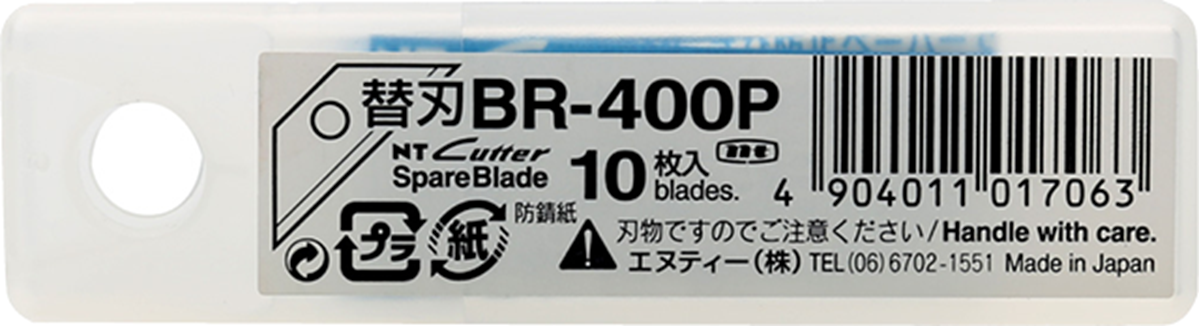 替刃BR-400P
NT Cutter
SpareBlade
10枚入
blades.
4 904011 017063
プラ
紙
防錆紙
刃物ですのでご注意ください/Handle with care.
エヌティー(株) TEL(06)6702-1551 Made in Japan